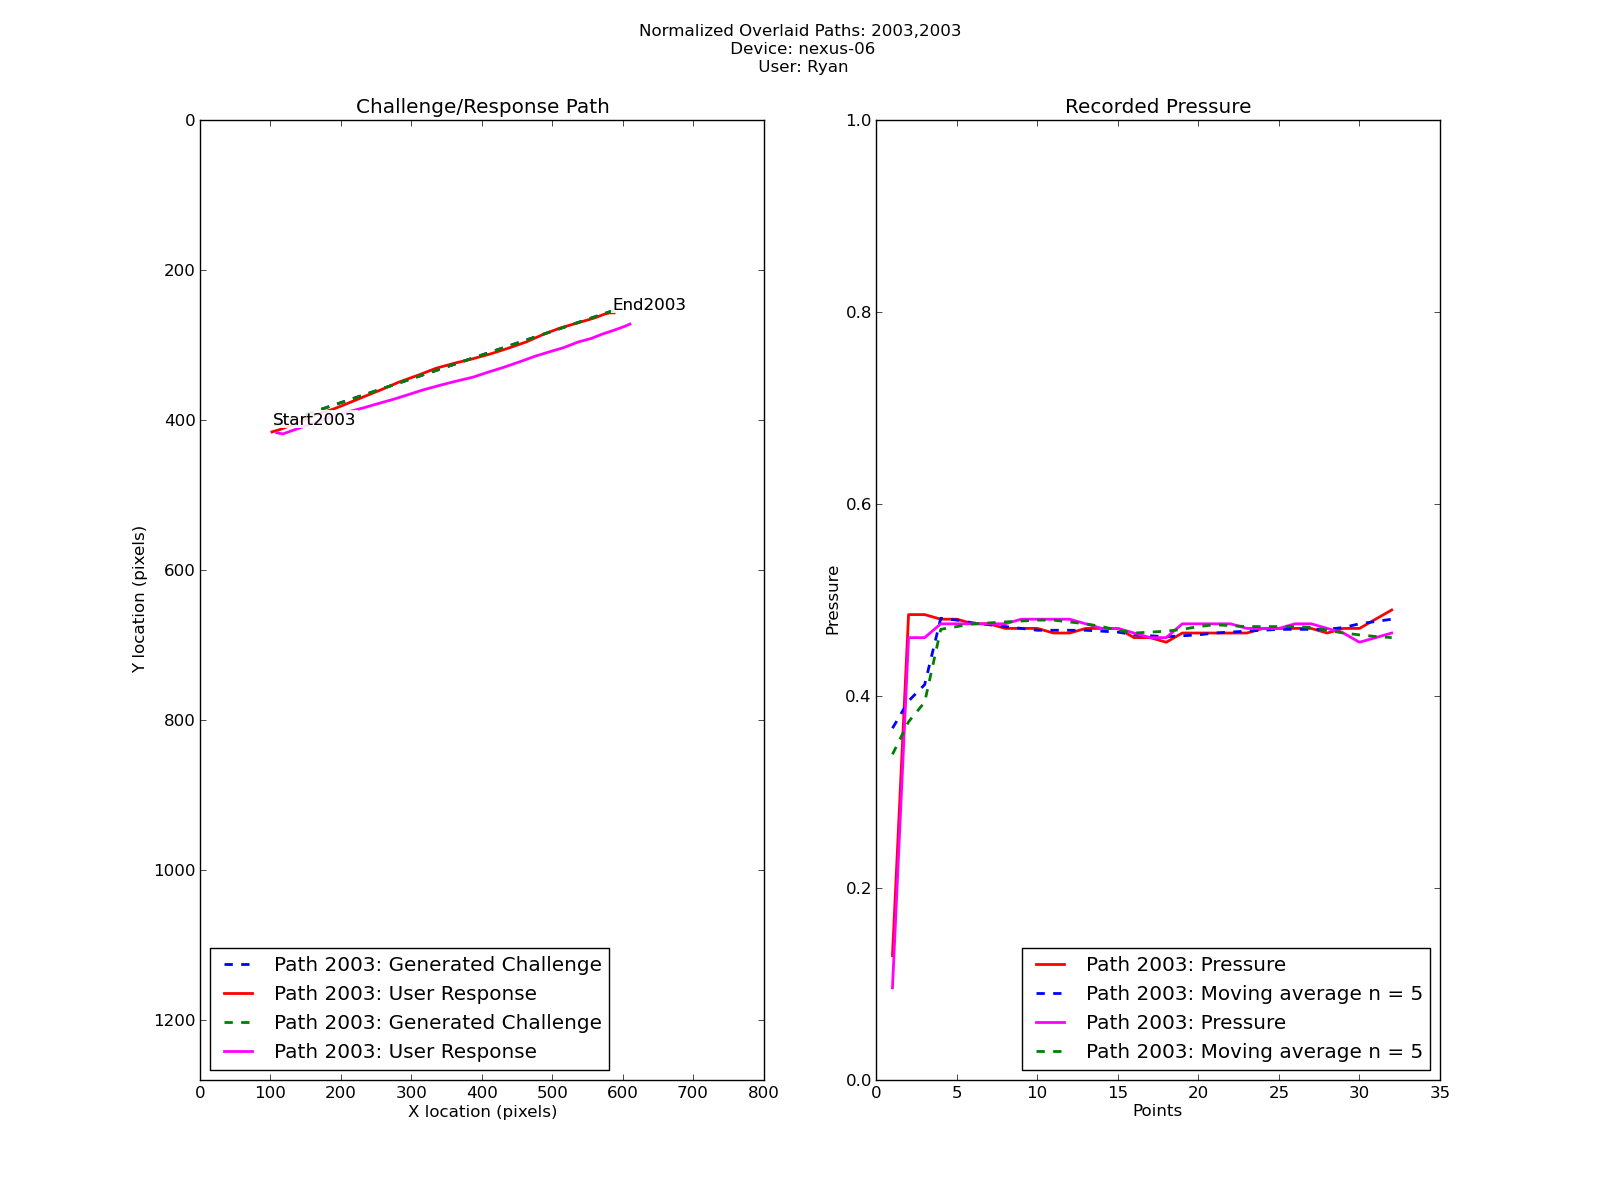 Normalized Overlaid Paths: 2003,2003
Device: nexus-06
User: Ryan
Challenge/Response Path
0
200
400
600
800
1000
1200
Y location (pixels)
End2003
Start2003
Path 2003: Generated Challenge
Path 2003: User Response
Path 2003: Generated Challenge
Path 2003: User Response
0 100 200 300 400 500 600 700 800
X location (pixels)
Recorded Pressure
1.0
0.8
0.6
0.4
0.2
0.0
Pressure
Path 2003: Pressure
Path 2003: Moving average n = 5
Path 2003: Pressure
Path 2003: Moving average n = 5
0 5 10 15 20 25 30 35
Points